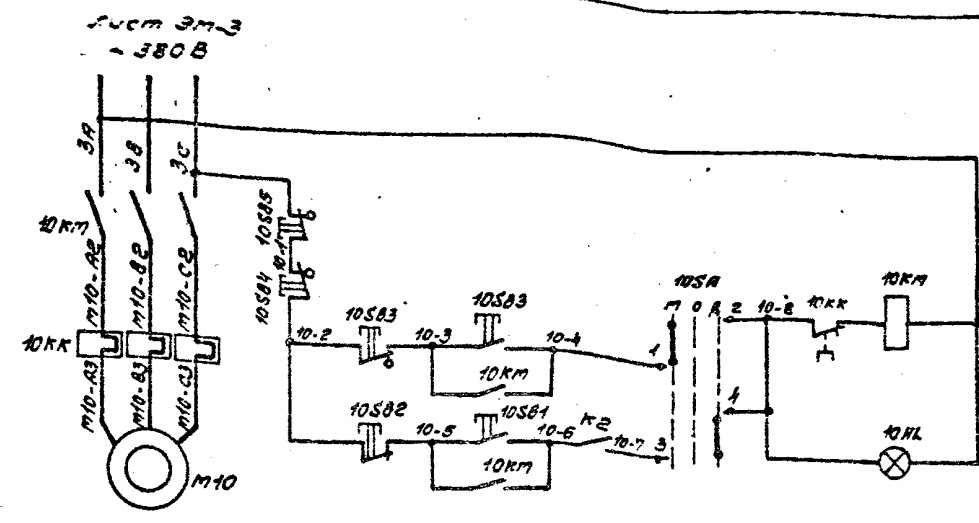 Лист ЭМ-3
~ 380 В
3А
3В
3С
10КМ
М10-А2
М10-В2
М10-С2
10КК
М10-А3
М10-В3
М10-С3
М10
10SB5
10-1
10SB4
10-2
10SB3
10-3
10SB3
10-4
10КМ
10SB2
10-5
10SB1
10-6
К2
10-7
10КМ
10SA
М О Д
1
2
3
4
10-8
10КК
10КМ
10HL